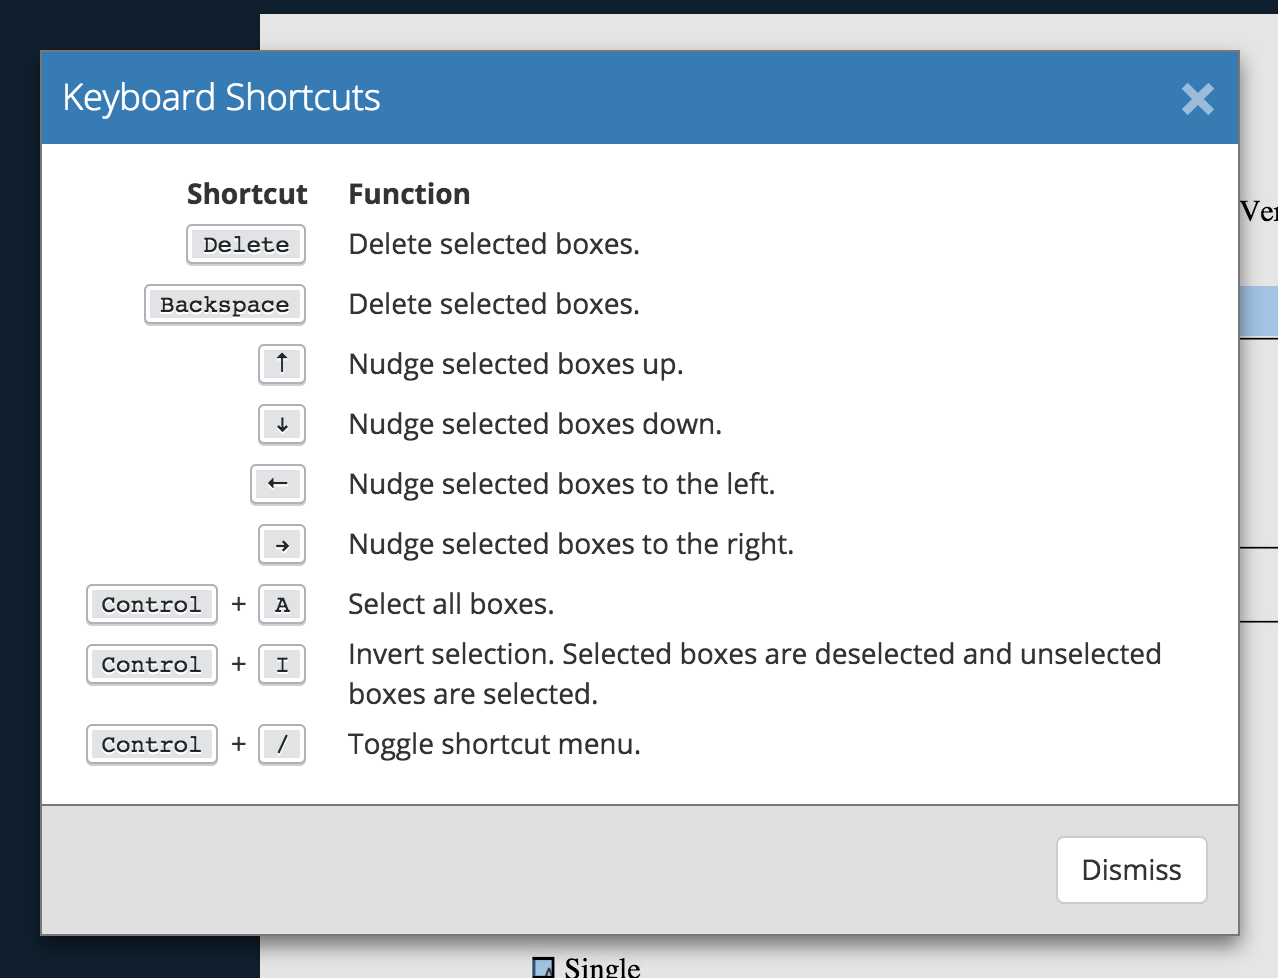 Keyboard Shortcuts
Shortcut Function
Delete Delete selected boxes.
Backspace Delete selected boxes.
↑ Nudge selected boxes up.
↓ Nudge selected boxes down.
← Nudge selected boxes to the left.
→ Nudge selected boxes to the right.
Control + A Select all boxes.
Control + I Invert selection. Selected boxes are deselected and unselected
boxes are selected.
Control + / Toggle shortcut menu.
Dismiss
Single